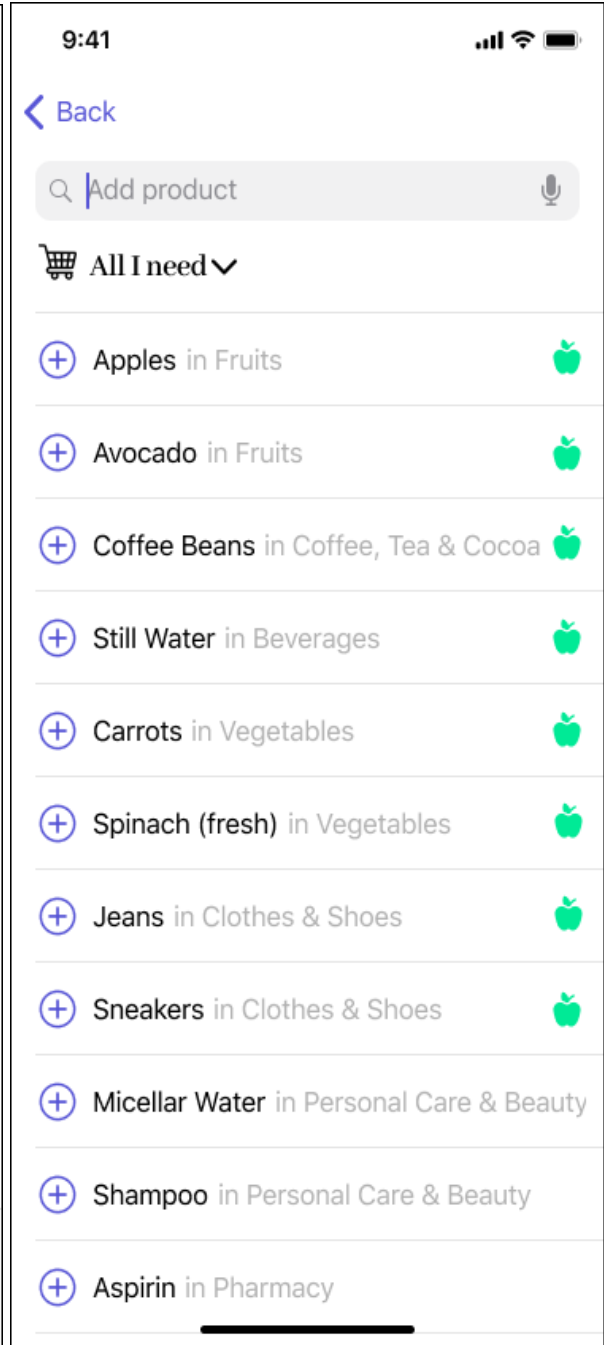 9:41
Back
Add product
All I need
Apples in Fruits
Avocado in Fruits
Coffee Beans in Coffee, Tea & Cocoa
Still Water in Beverages
Carrots in Vegetables
Spinach (fresh) in Vegetables
Jeans in Clothes & Shoes
Sneakers in Clothes & Shoes
Micellar Water in Personal Care & Beauty
Shampoo in Personal Care & Beauty
Aspirin in Pharmacy